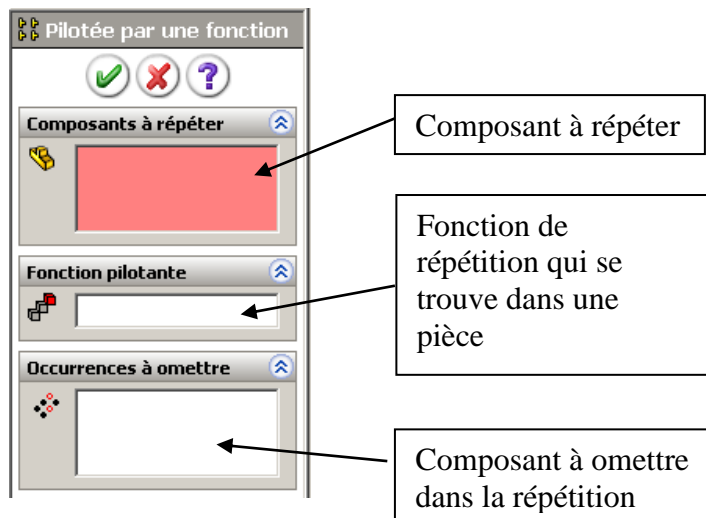 Pilotée par une fonction
?
Composants à répéter
Composant à répéter
Fonction pilotante
Fonction de
répétition qui se
trouve dans une
pièce
Occurrences à omettre
Composant à omettre
dans la répétition